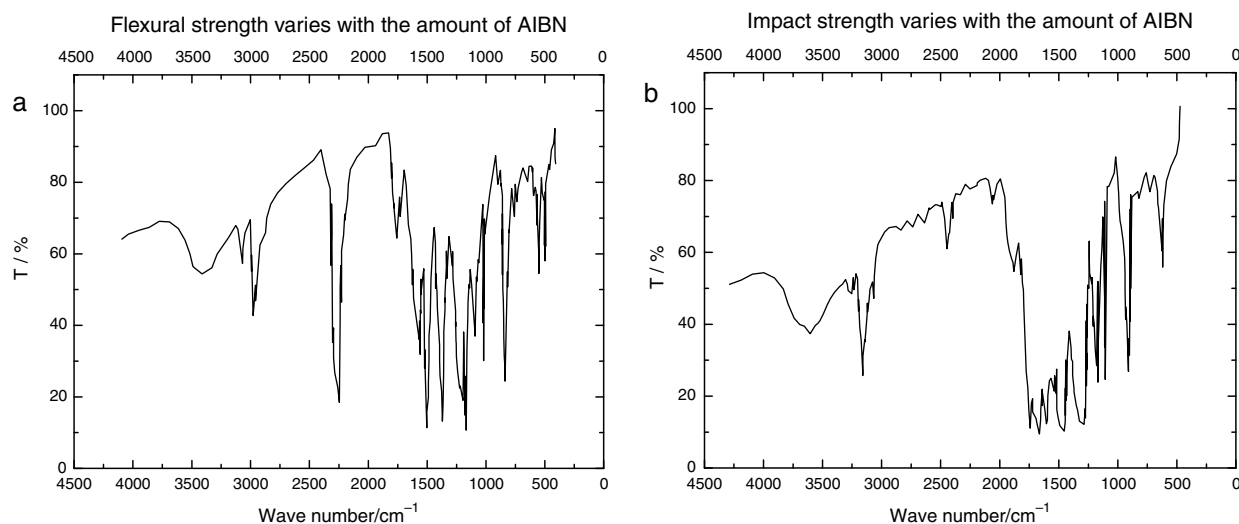 Flexural strength varies with the amount of AIBN
4500 4000 3500 3000 2500 2000 1500 1000 500 0
a
100
80
60
40
20
0
T / %
4500 4000 3500 3000 2500 2000 1500 1000 500 0
Wave number/cm⁻¹
Impact strength varies with the amount of AIBN
4500 4000 3500 3000 2500 2000 1500 1000 500 0
b
100
80
60
40
20
0
T / %
4500 4000 3500 3000 2500 2000 1500 1000 500 0
Wave number/cm⁻¹